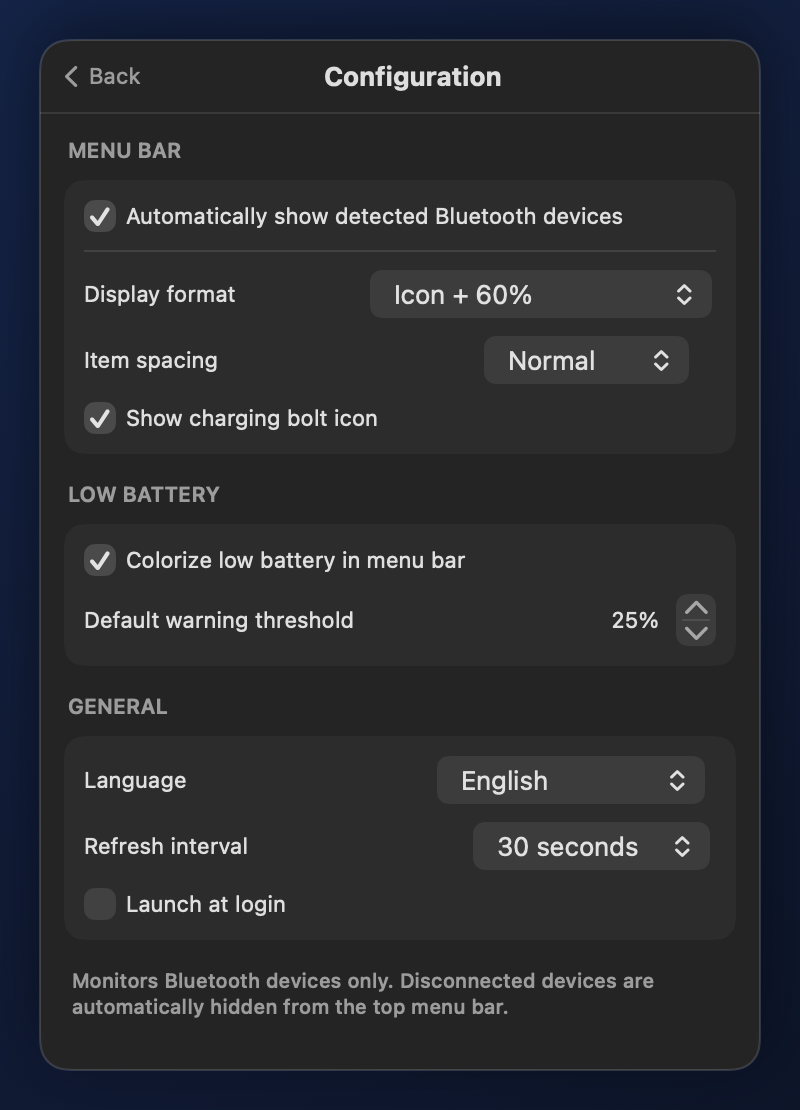 Back
Configuration
MENU BAR
Automatically show detected Bluetooth devices
Display format
Icon + 60%
Item spacing
Normal
Show charging bolt icon
LOW BATTERY
Colorize low battery in menu bar
Default warning threshold
25%
GENERAL
Language
English
Refresh interval
30 seconds
Launch at login
Monitors Bluetooth devices only. Disconnected devices are
automatically hidden from the top menu bar.